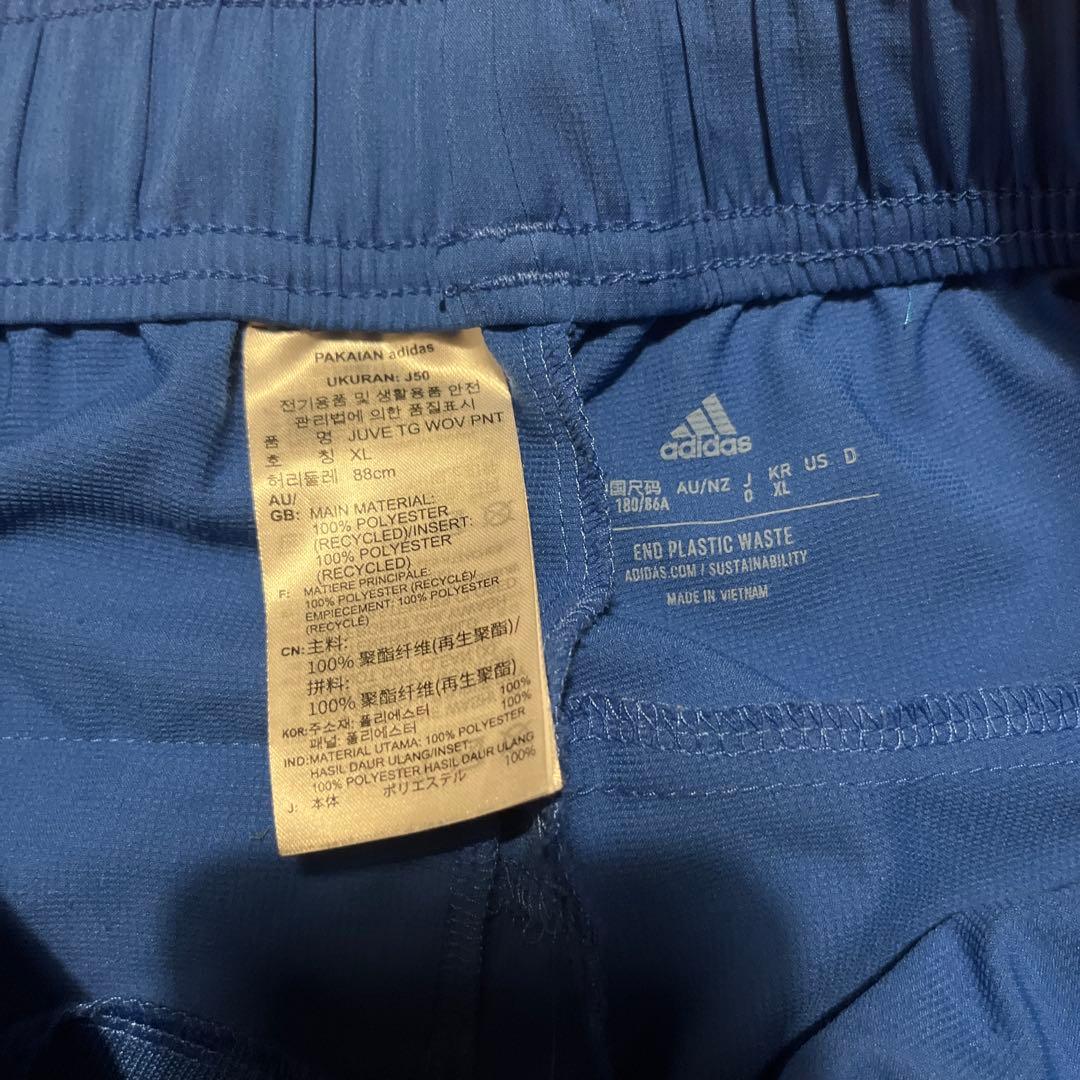 PAKAIAN adidas
UKURAN: J50
전기용품 및 생활용품 안전
관리법에 의한 품질표시
품 명 JUVE TG WOV PNT
호 칭 XL
허리둘레 88cm
AU/
GB: MAIN MATERIAL:
100% POLYESTER
(RECYCLED)/INSERT:
100% POLYESTER
(RECYCLED)
F: MATIERE PRINCIPALE:
100% POLYESTER (RECYCLÉ)/
EMPIECEMENT: 100% POLYESTER
(RECYCLÉ)
CN: 主料:
100% 聚酯纤维(再生聚酯)/
拼料:
100% 聚酯纤维(再生聚酯)
KOR: 주소재: 폴리에스터 100%
패널: 폴리에스터 100%
IND: MATERIAL UTAMA: 100% POLYESTER
HASIL DAUR ULANG/INSET:
100% POLYESTER HASIL DAUR ULANG
J: 本体 ポリエステル 100%
adidas
国尺码 AU/NZ J KR US D
180/86A O XL
END PLASTIC WASTE
ADIDAS.COM / SUSTAINABILITY
MADE IN VIETNAM